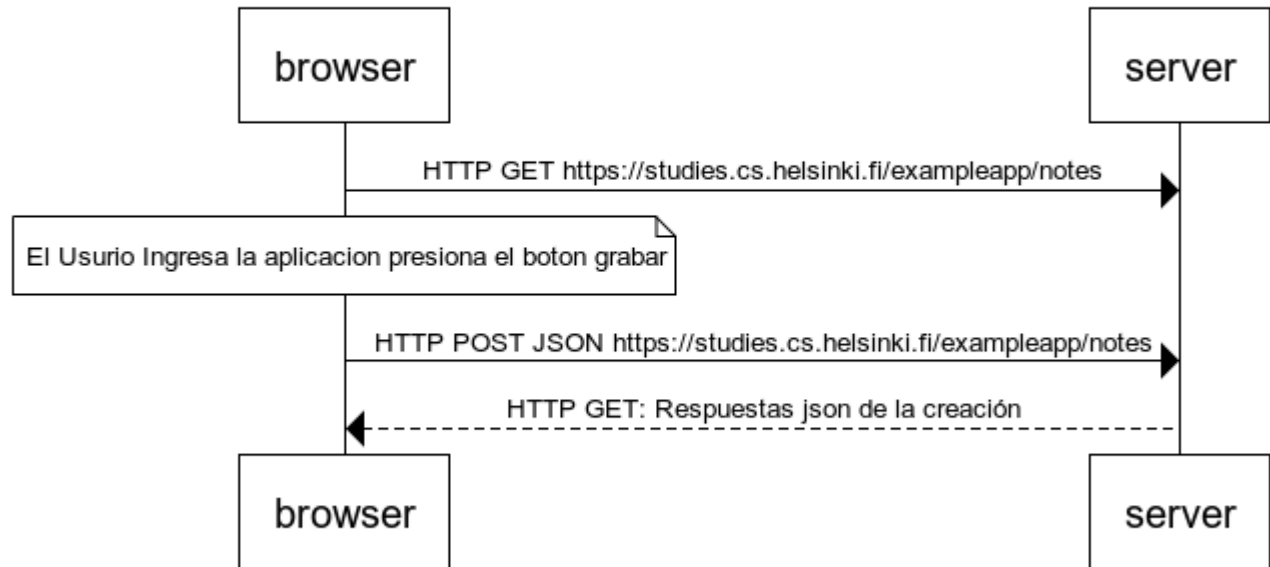 browser
server
HTTP GET https://studies.cs.helsinki.fi/exampleapp/notes
El Usurio Ingresa la aplicacion presiona el boton grabar
HTTP POST JSON https://studies.cs.helsinki.fi/exampleapp/notes
HTTP GET: Respuestas json de la creación
browser
server